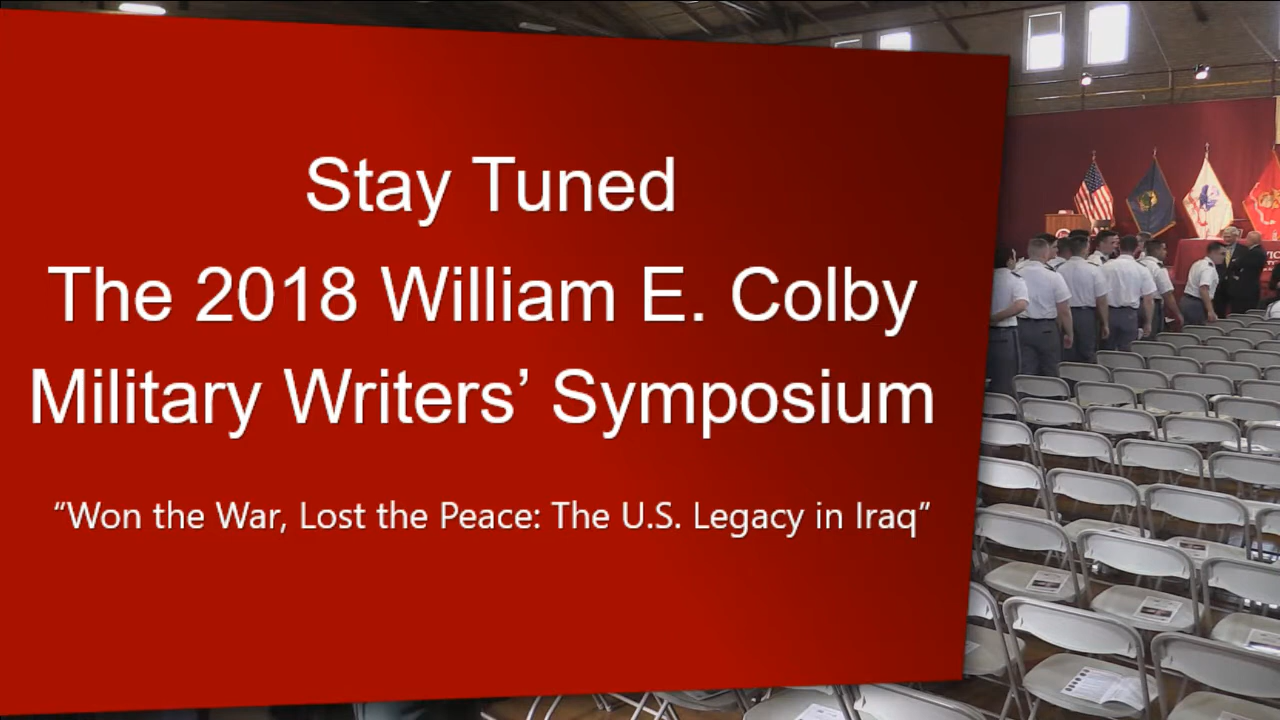 Stay Tuned
The 2018 William E. Colby
Military Writers’ Symposium
“Won the War, Lost the Peace: The U.S. Legacy in Iraq”